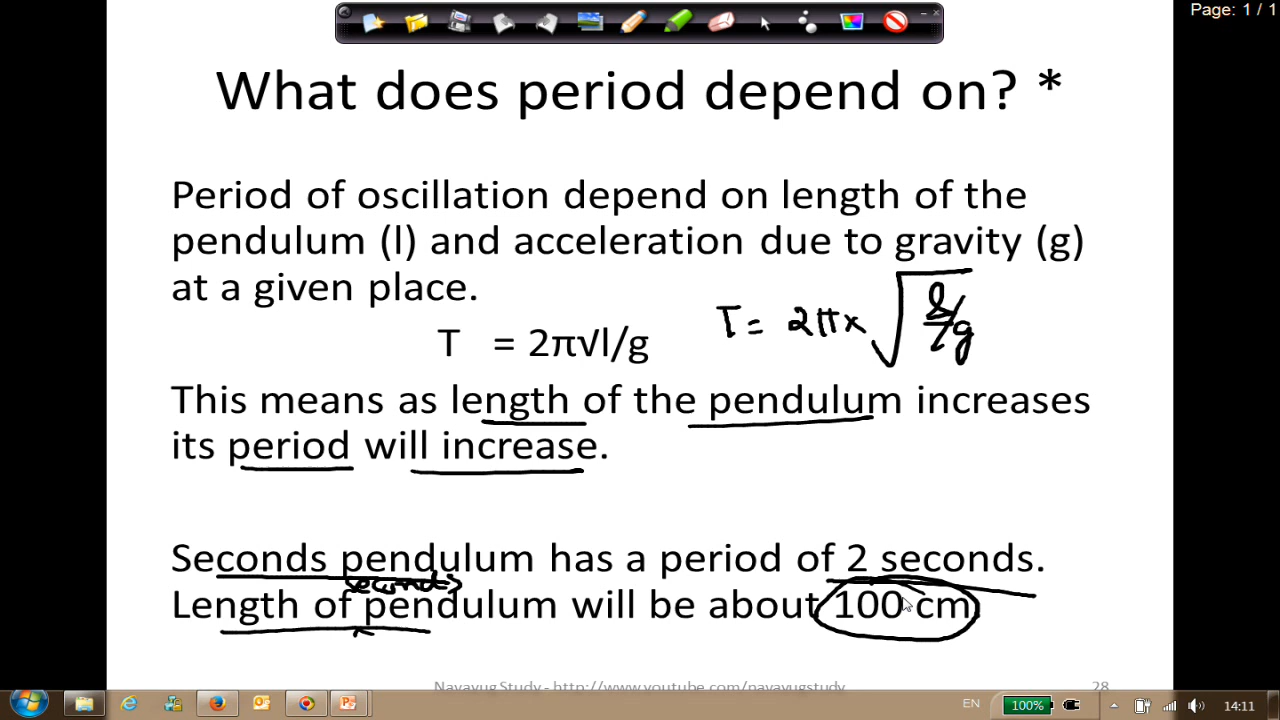 Page: 1 / 1
What does period depend on? *
Period of oscillation depend on length of the
pendulum (l) and acceleration due to gravity (g)
at a given place.
T = 2π√l/g
T = 2π× √l/g
This means as length of the pendulum increases
its period will increase.
Seconds pendulum has a period of 2 seconds.
seconds
Length of pendulum will be about 100 cm.
Navayug Study - http://www.youtube.com/navayugstudy
28
EN
100%
14:11